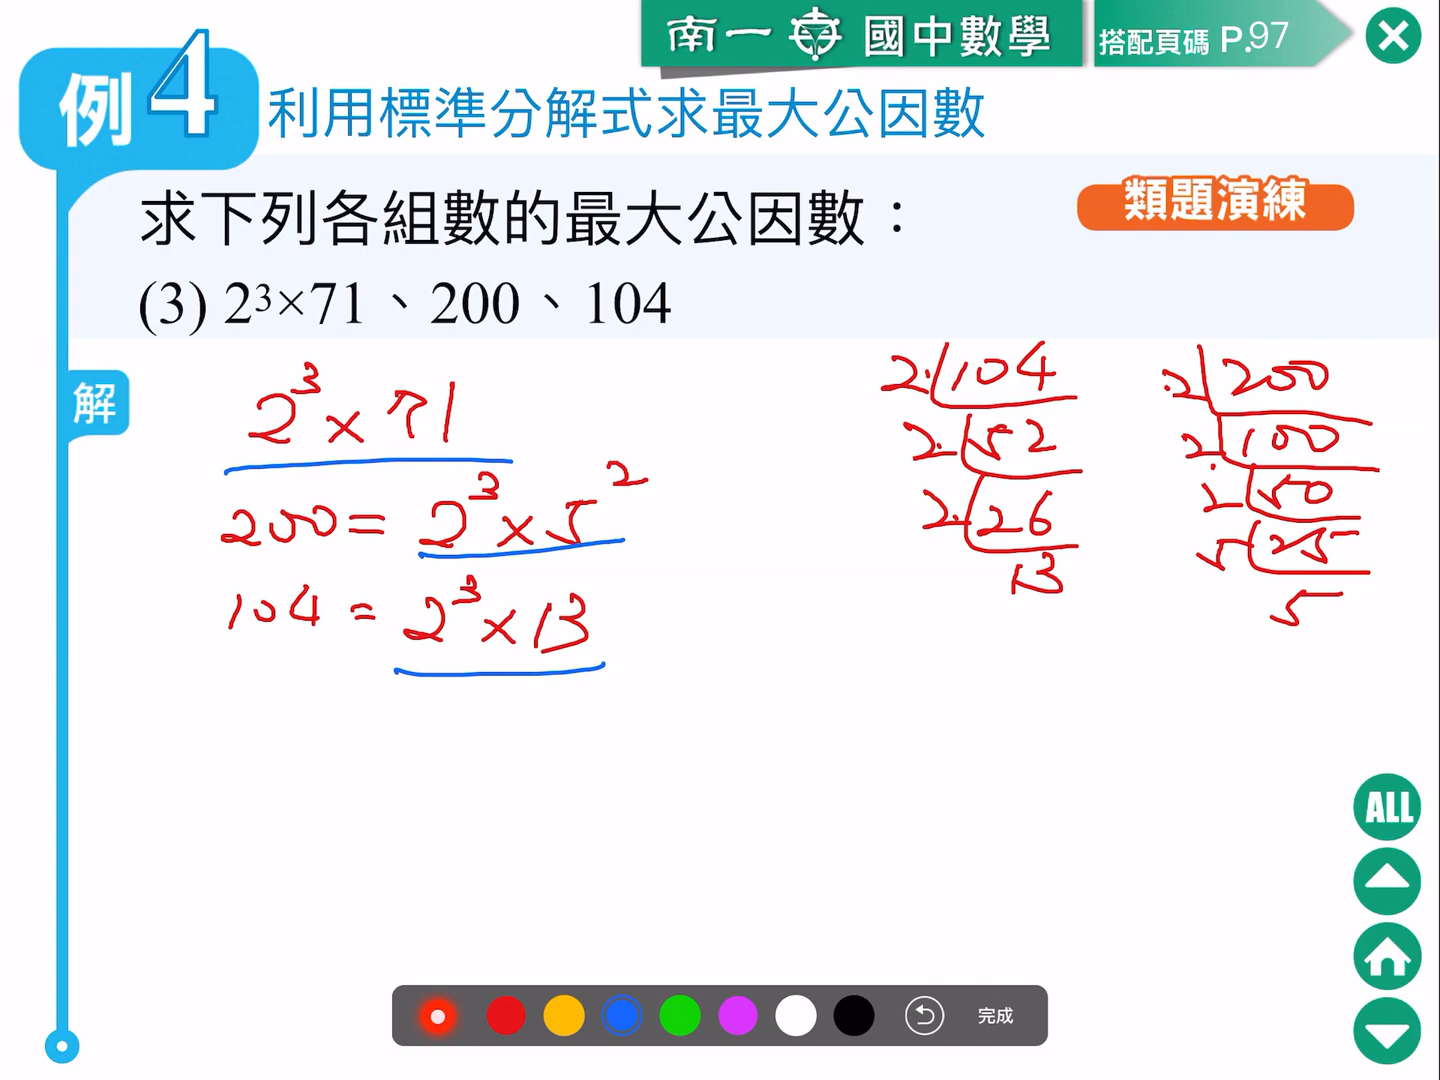 南一 國中數學 搭配頁碼 P.97
例4 利用標準分解式求最大公因數
求下列各組數的最大公因數： 類題演練
(3) 2³×71、200、104
解
2³×71
200=2³×5²
104=2³×13
2 104
2 52
2 26
13
2 200
2 100
2 50
5 25
5
ALL
完成